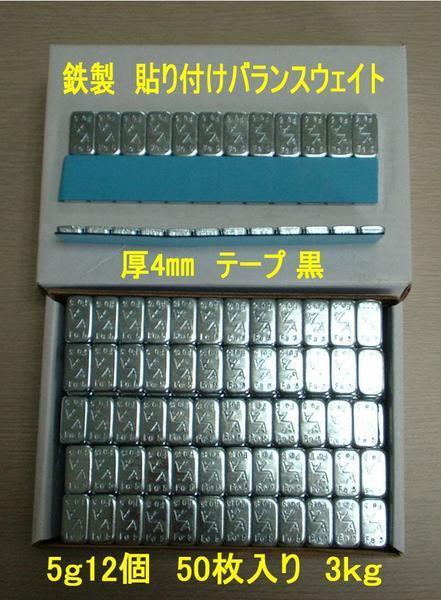 鉄製 貼り付けバランスウェイト
厚4mm テープ 黒
5g12個 50枚入り 3kg